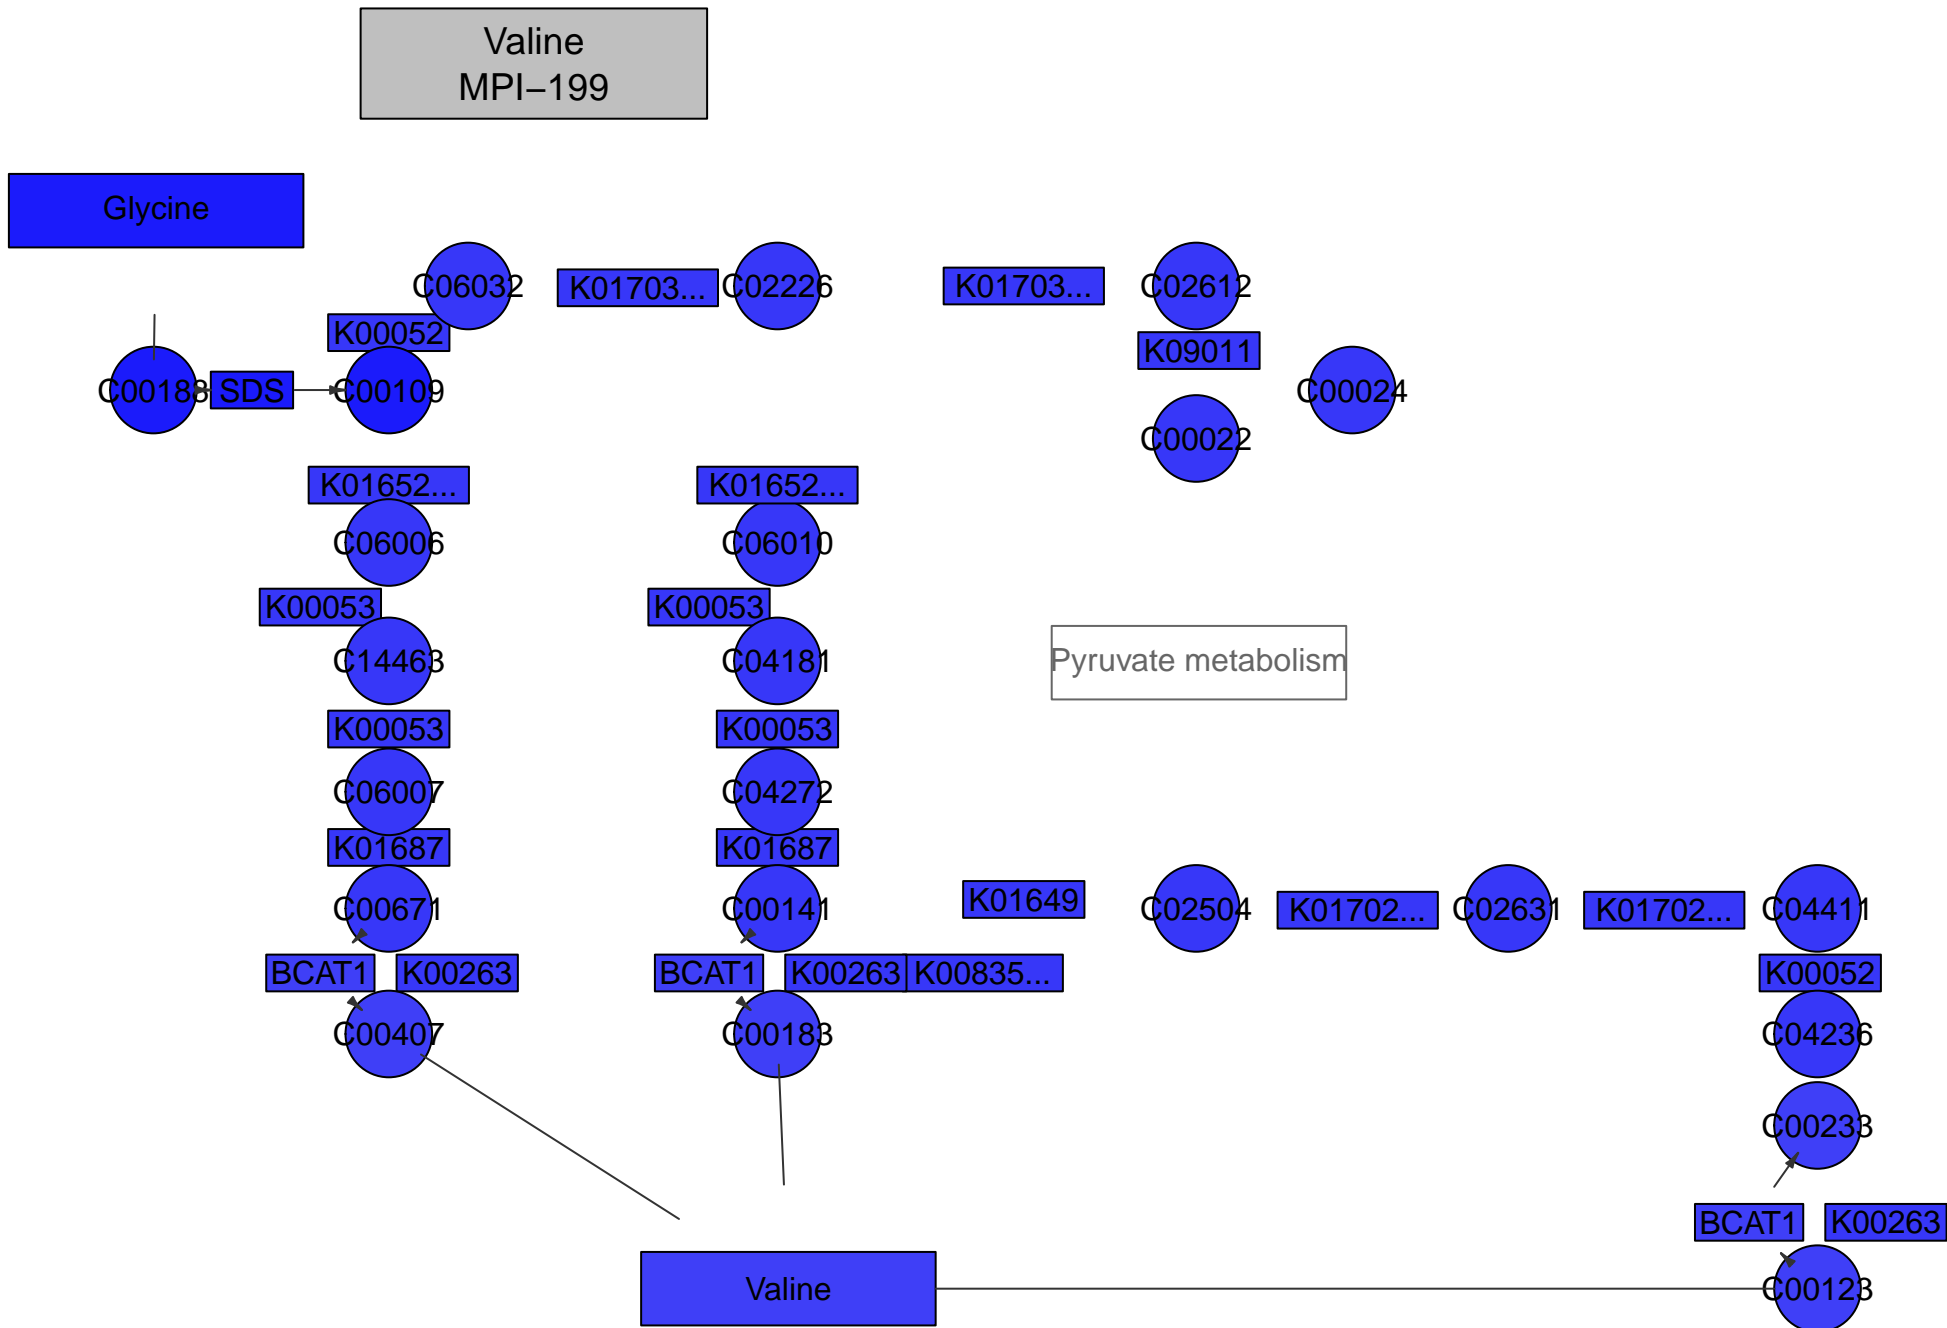 Valine
MPI−199
Glycine
C06032
K01703...
C02226
K01703...
C02612
K00052
K09011
C00188
SDS
C00109
C00024
C00022
K01652...
K01652...
C06006
C06010
K00053
K00053
C14463
C04181
Pyruvate metabolism
K00053
K00053
C06007
C04272
K01687
K01687
C00671
C00141
K01649
C02504
K01702...
C02631
K01702...
C04411
BCAT1
K00263
BCAT1
K00263
K00835...
K00052
C00407
C00183
C04236
C00233
BCAT1
K00263
Valine
C00123